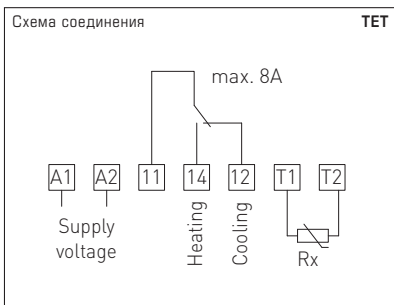 Схема соединения TET
max. 8A
A1 A2 11 14 12 T1 T2
Supply
voltage
Heating
Cooling
Rx